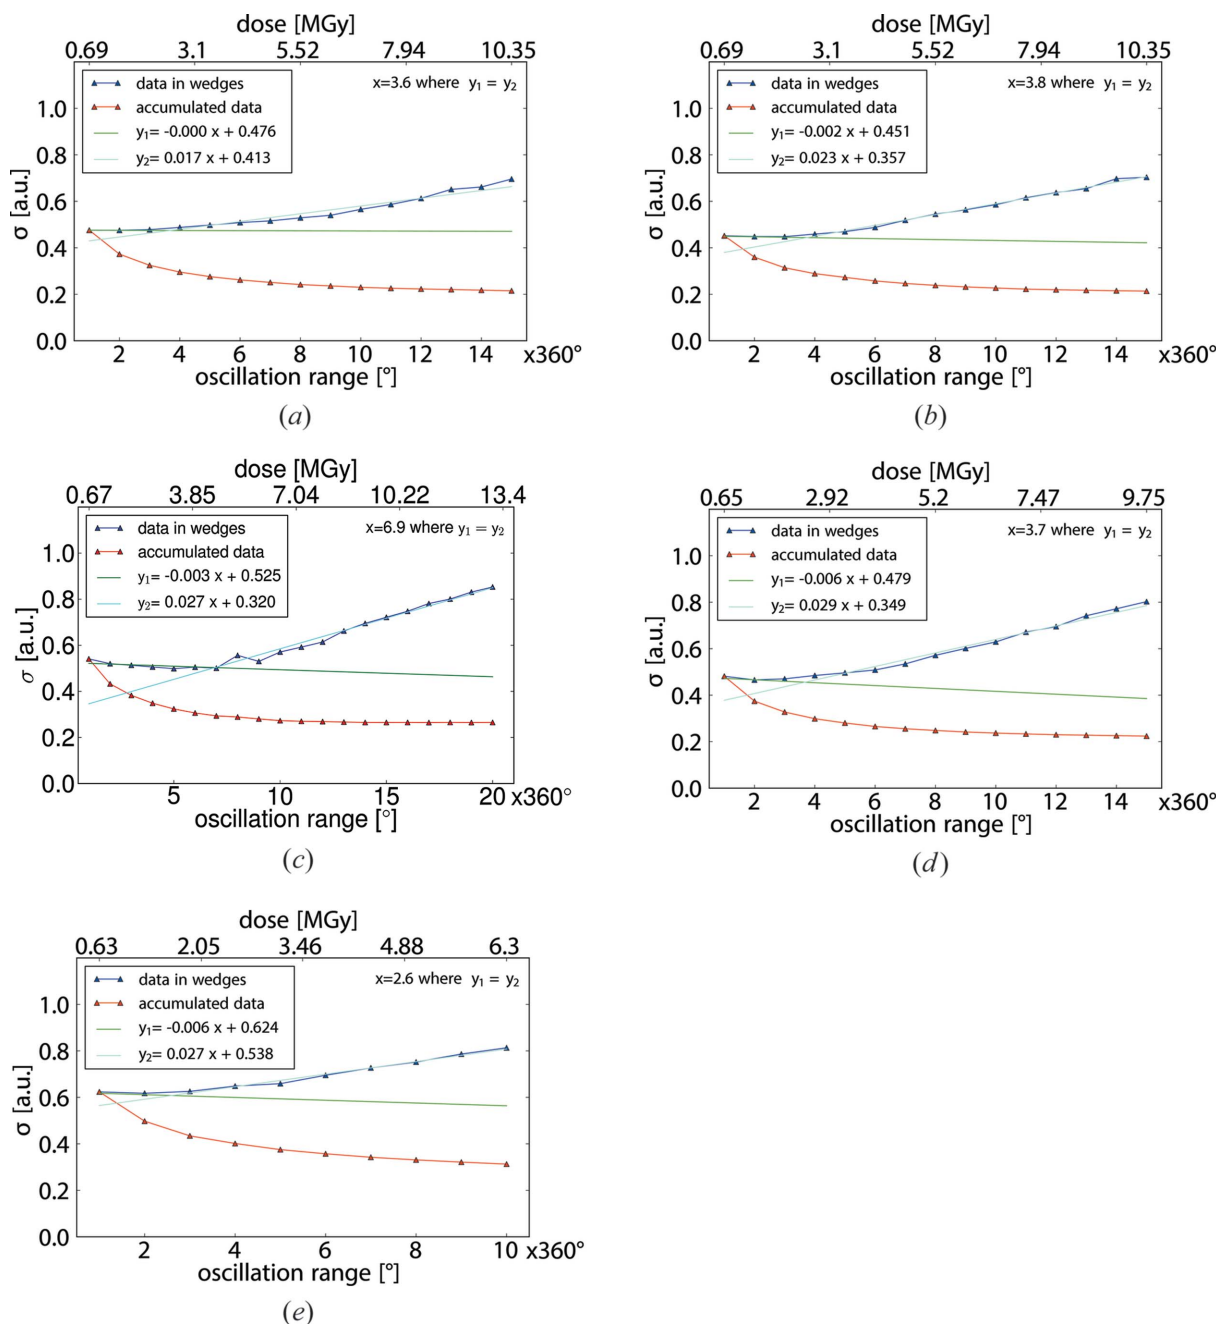 dose [MGy]
0.69 3.1 5.52 7.94 10.35
data in wedges
accumulated data
y1= -0.000 x + 0.476
y2= 0.017 x + 0.413
x=3.6 where y1 = y2
1.0
0.8
0.6
0.4
0.2
0.0
σ [a.u.]
2 4 6 8 10 12 14 x360°
oscillation range [°]
(a)
dose [MGy]
0.69 3.1 5.52 7.94 10.35
data in wedges
accumulated data
y1= -0.002 x + 0.451
y2= 0.023 x + 0.357
x=3.8 where y1 = y2
1.0
0.8
0.6
0.4
0.2
0.0
σ [a.u.]
2 4 6 8 10 12 14 x360°
oscillation range [°]
(b)
dose [MGy]
0.67 3.85 7.04 10.22 13.4
data in wedges
accumulated data
y1= -0.003 x + 0.525
y2= 0.027 x + 0.320
x=6.9 where y1 = y2
1.0
0.8
0.6
0.4
0.2
0.0
σ [a.u.]
5 10 15 20 x360°
oscillation range [°]
(c)
dose [MGy]
0.65 2.92 5.2 7.47 9.75
data in wedges
accumulated data
y1= -0.006 x + 0.479
y2= 0.029 x + 0.349
x=3.7 where y1 = y2
1.0
0.8
0.6
0.4
0.2
0.0
σ [a.u.]
2 4 6 8 10 12 14 x360°
oscillation range [°]
(d)
dose [MGy]
0.63 2.05 3.46 4.88 6.3
data in wedges
accumulated data
y1= -0.006 x + 0.624
y2= 0.027 x + 0.538
x=2.6 where y1 = y2
1.0
0.8
0.6
0.4
0.2
0.0
σ [a.u.]
2 4 6 8 10 x360°
oscillation range [°]
(e)